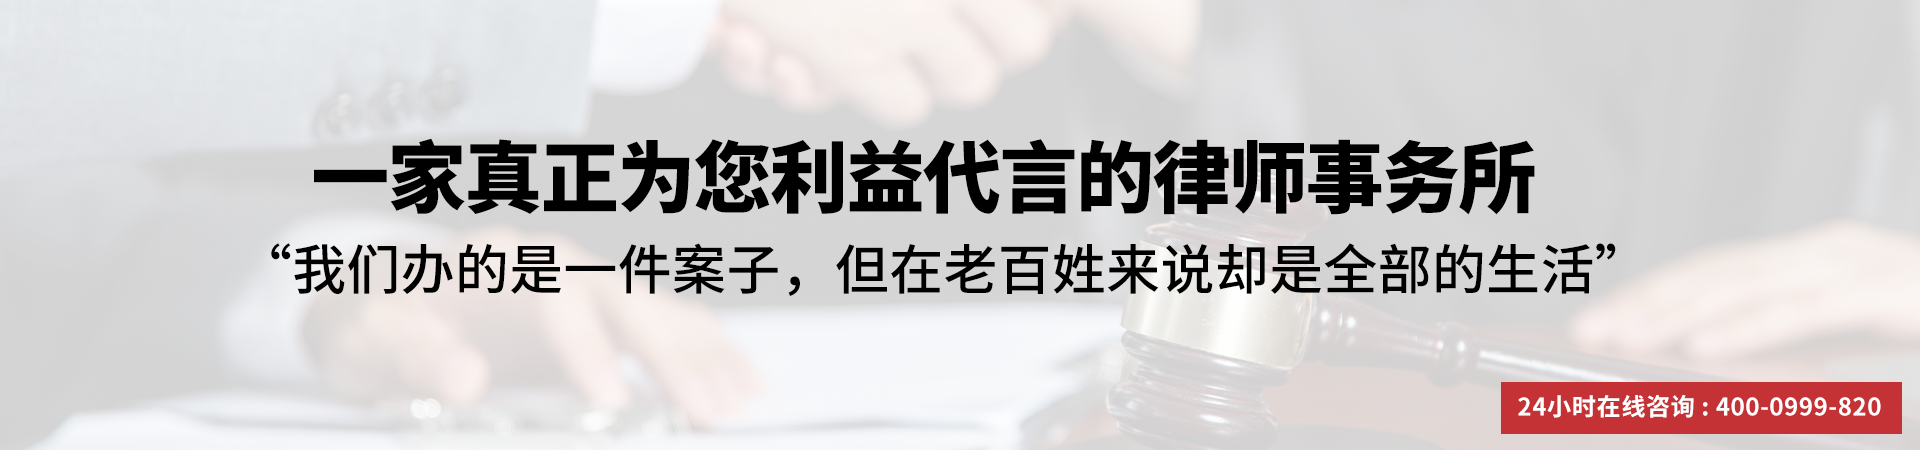 一家真正为您利益代言的律师事务所
“我们办的是一件案子，但在老百姓来说却是全部的生活”
24小时在线咨询：400-0999-820